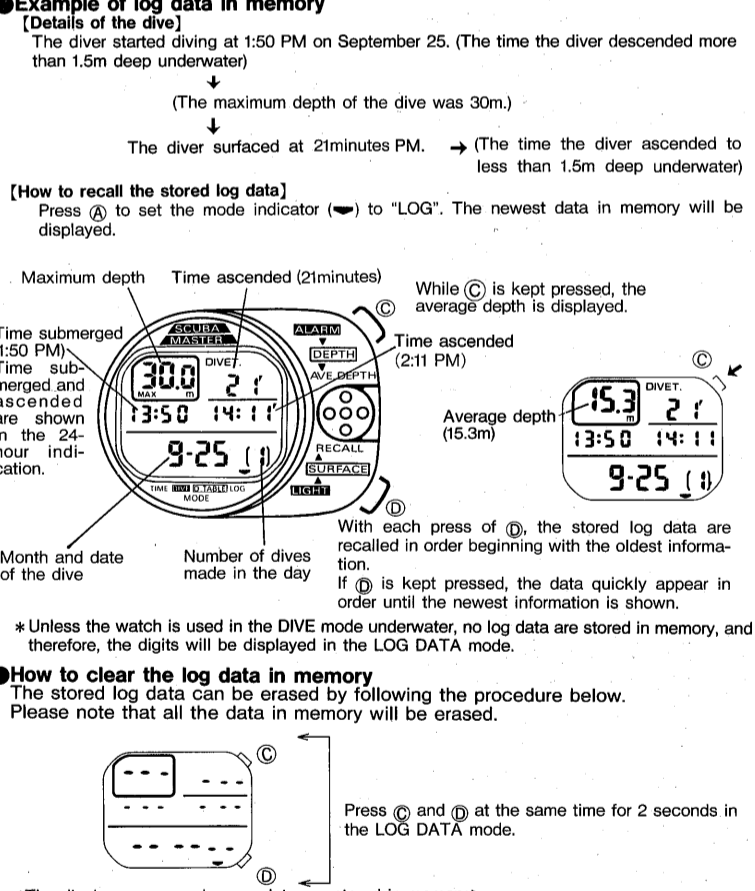 ●Example of log data in memory
【Details of the dive】
The diver started diving at 1:50 PM on September 25. (The time the diver descended more
than 1.5m deep underwater)
(The maximum depth of the dive was 30m.)
The diver surfaced at 21minutes PM. → (The time the diver ascended to
less than 1.5m deep underwater)
【How to recall the stored log data】
Press Ⓐ to set the mode indicator ( ) to "LOG". The newest data in memory will be
displayed.
Maximum depth
Time ascended (21minutes)
While Ⓒ is kept pressed, the
average depth is displayed.
Ⓒ
Time submerged
1:50 PM)
Time sub-
merged and
ascended
are shown
n the 24-
hour indi-
cation.
SCUBA
MASTER
30.0
MAX m
DIVE T.
21'
13:50 14:11
9-25 (1)
TIME DIVE D.TABLE LOG
MODE
ALARM
DEPTH
AVE.DEPTH
RECALL
SURFACE
LIGHT
Ⓓ
Time ascended
(2:11 PM)
Average depth
(15.3m)
Ⓒ
15.3
m
DIVE T.
21'
13:50 14:11
9-25 (1)
Month and date
of the dive
Number of dives
made in the day
With each press of Ⓓ, the stored log data are
recalled in order beginning with the oldest informa-
tion.
If Ⓓ is kept pressed, the data quickly appear in
order until the newest information is shown.
* Unless the watch is used in the DIVE mode underwater, no log data are stored in memory, and
therefore, the digits will be displayed in the LOG DATA mode.
●How to clear the log data in memory
The stored log data can be erased by following the procedure below.
Please note that all the data in memory will be erased.
Ⓒ
--- ---
--- ---
-- -- --
Ⓓ
Press Ⓒ and Ⓓ at the same time for 2 seconds in
the LOG DATA mode.